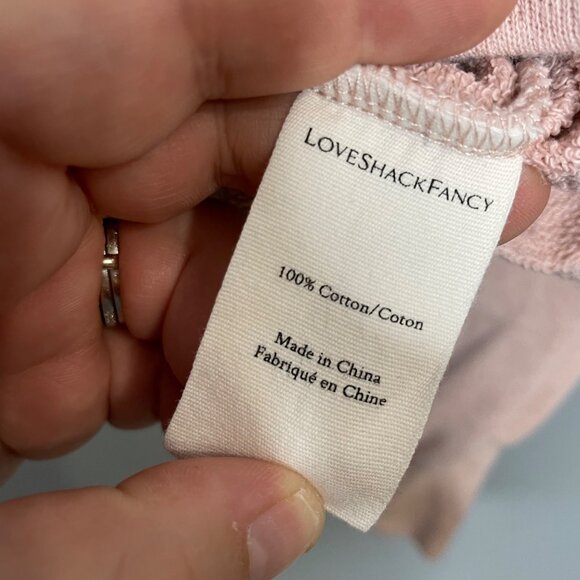 LOVESHACKFANCY
100% Cotton/Coton
Made in China
Fabriqué en Chine